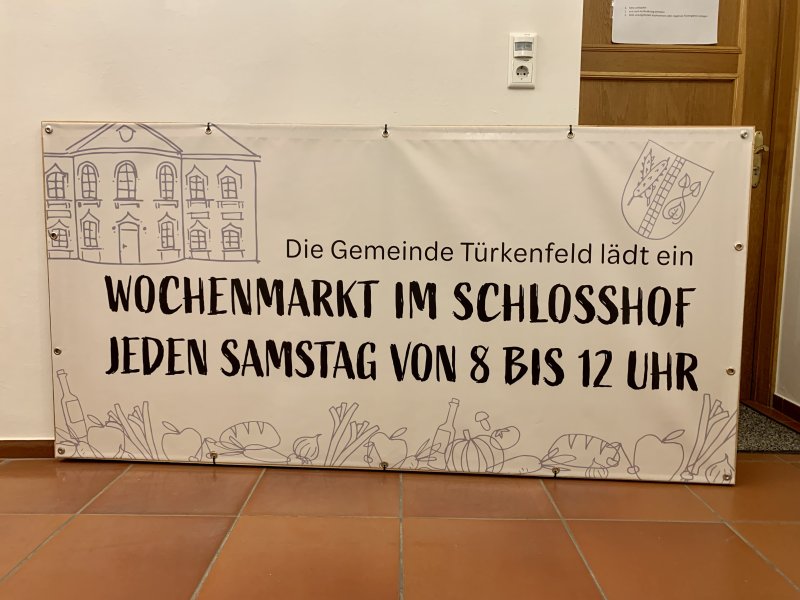 Die Gemeinde Türkenfeld lädt ein
WOCHENMARKT IM SCHLOSSHOF
JEDEN SAMSTAG VON 8 BIS 12 UHR